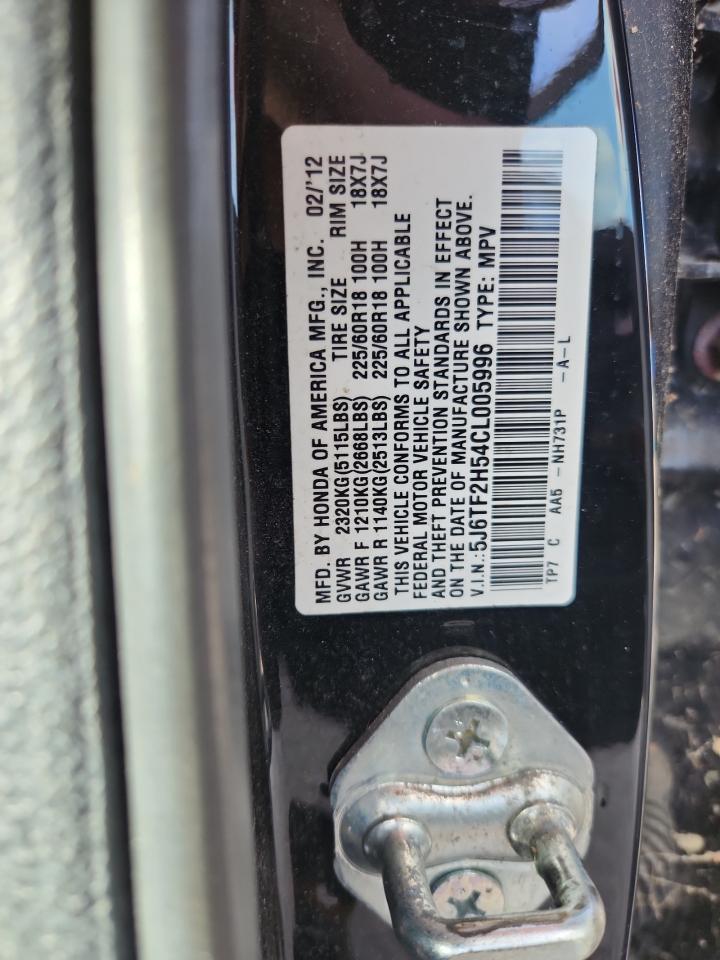 MFD. BY HONDA OF AMERICA MFG., INC. 02/'12
GVWR 2320KG(5115LBS) TIRE SIZE RIM SIZE
GAWR F 1210KG(2668LBS) 225/60R18 100H 18X7J
GAWR R 1140KG(2513LBS) 225/60R18 100H 18X7J
THIS VEHICLE CONFORMS TO ALL APPLICABLE
FEDERAL MOTOR VEHICLE SAFETY
AND THEFT PREVENTION STANDARDS IN EFFECT
ON THE DATE OF MANUFACTURE SHOWN ABOVE.
V.I.N.:5J6TF2H54CL005996 TYPE: MPV
TP7 C AA5 -NH731P -A-L